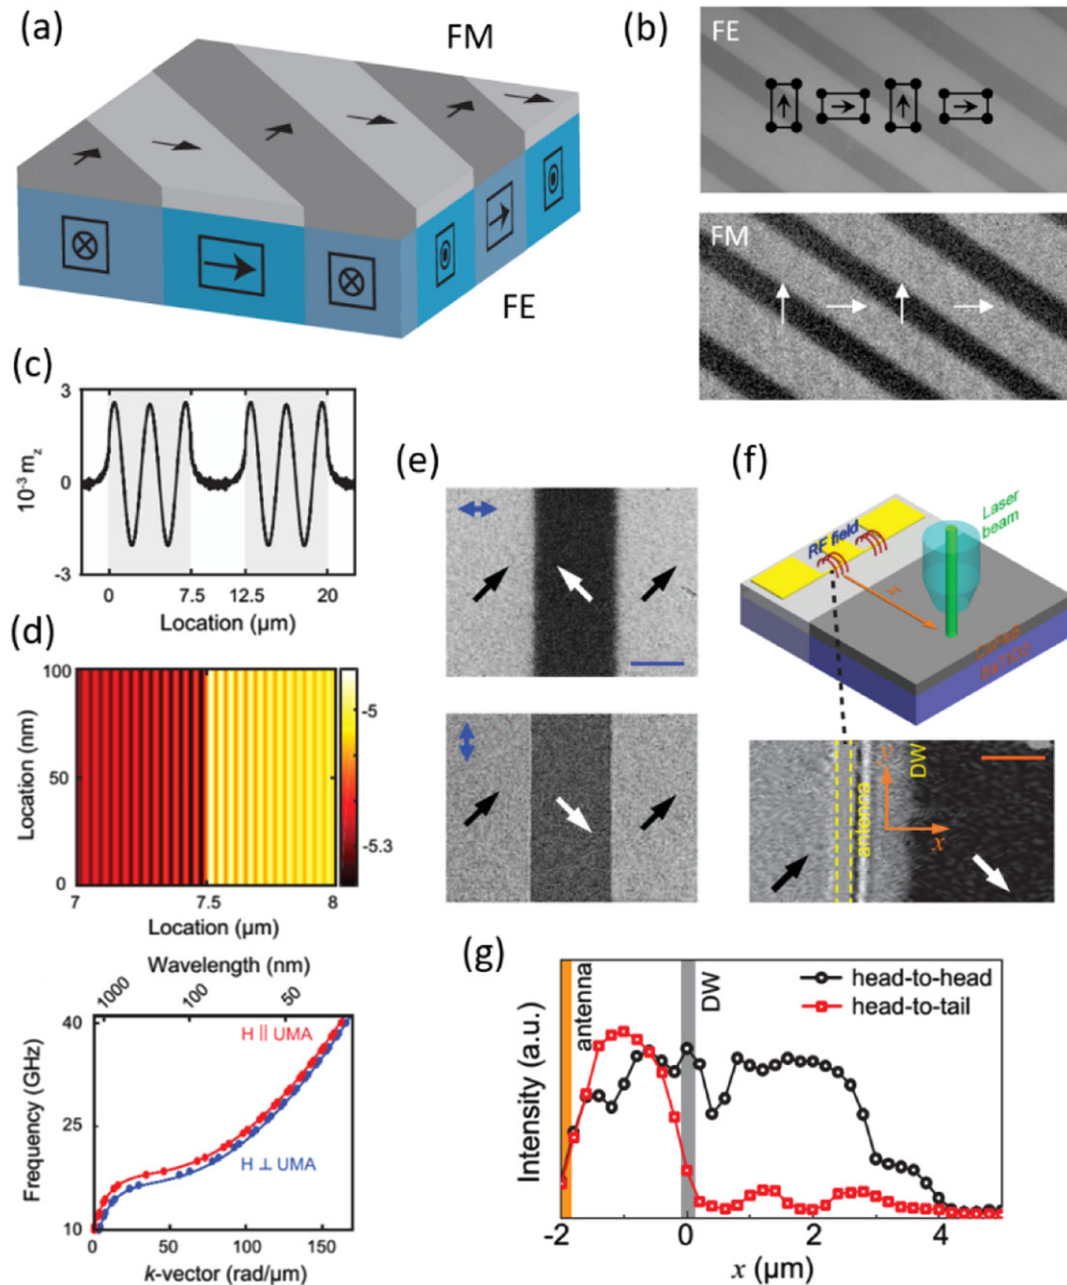 (a)
FM
FE
(b)
FE
FM
(c)
3
0
-3
10⁻³ m_z
0 7.5 12.5 20
Location (µm)
(d)
100
50
0
Location (nm)
-5
-5.3
7 7.5 8
Location (µm)
Wavelength (nm)
1000 100 50
40
25
10
Frequency (GHz)
H || UMA
H ⊥ UMA
0 50 100 150
k-vector (rad/µm)
(e)
(f)
RF field
Laser
beam
x
CoFeB
BaTiO3
antenna
y
x
DW
(g)
Intensity (a.u.)
antenna
DW
head-to-head
head-to-tail
-2 0 2 4
x (µm)